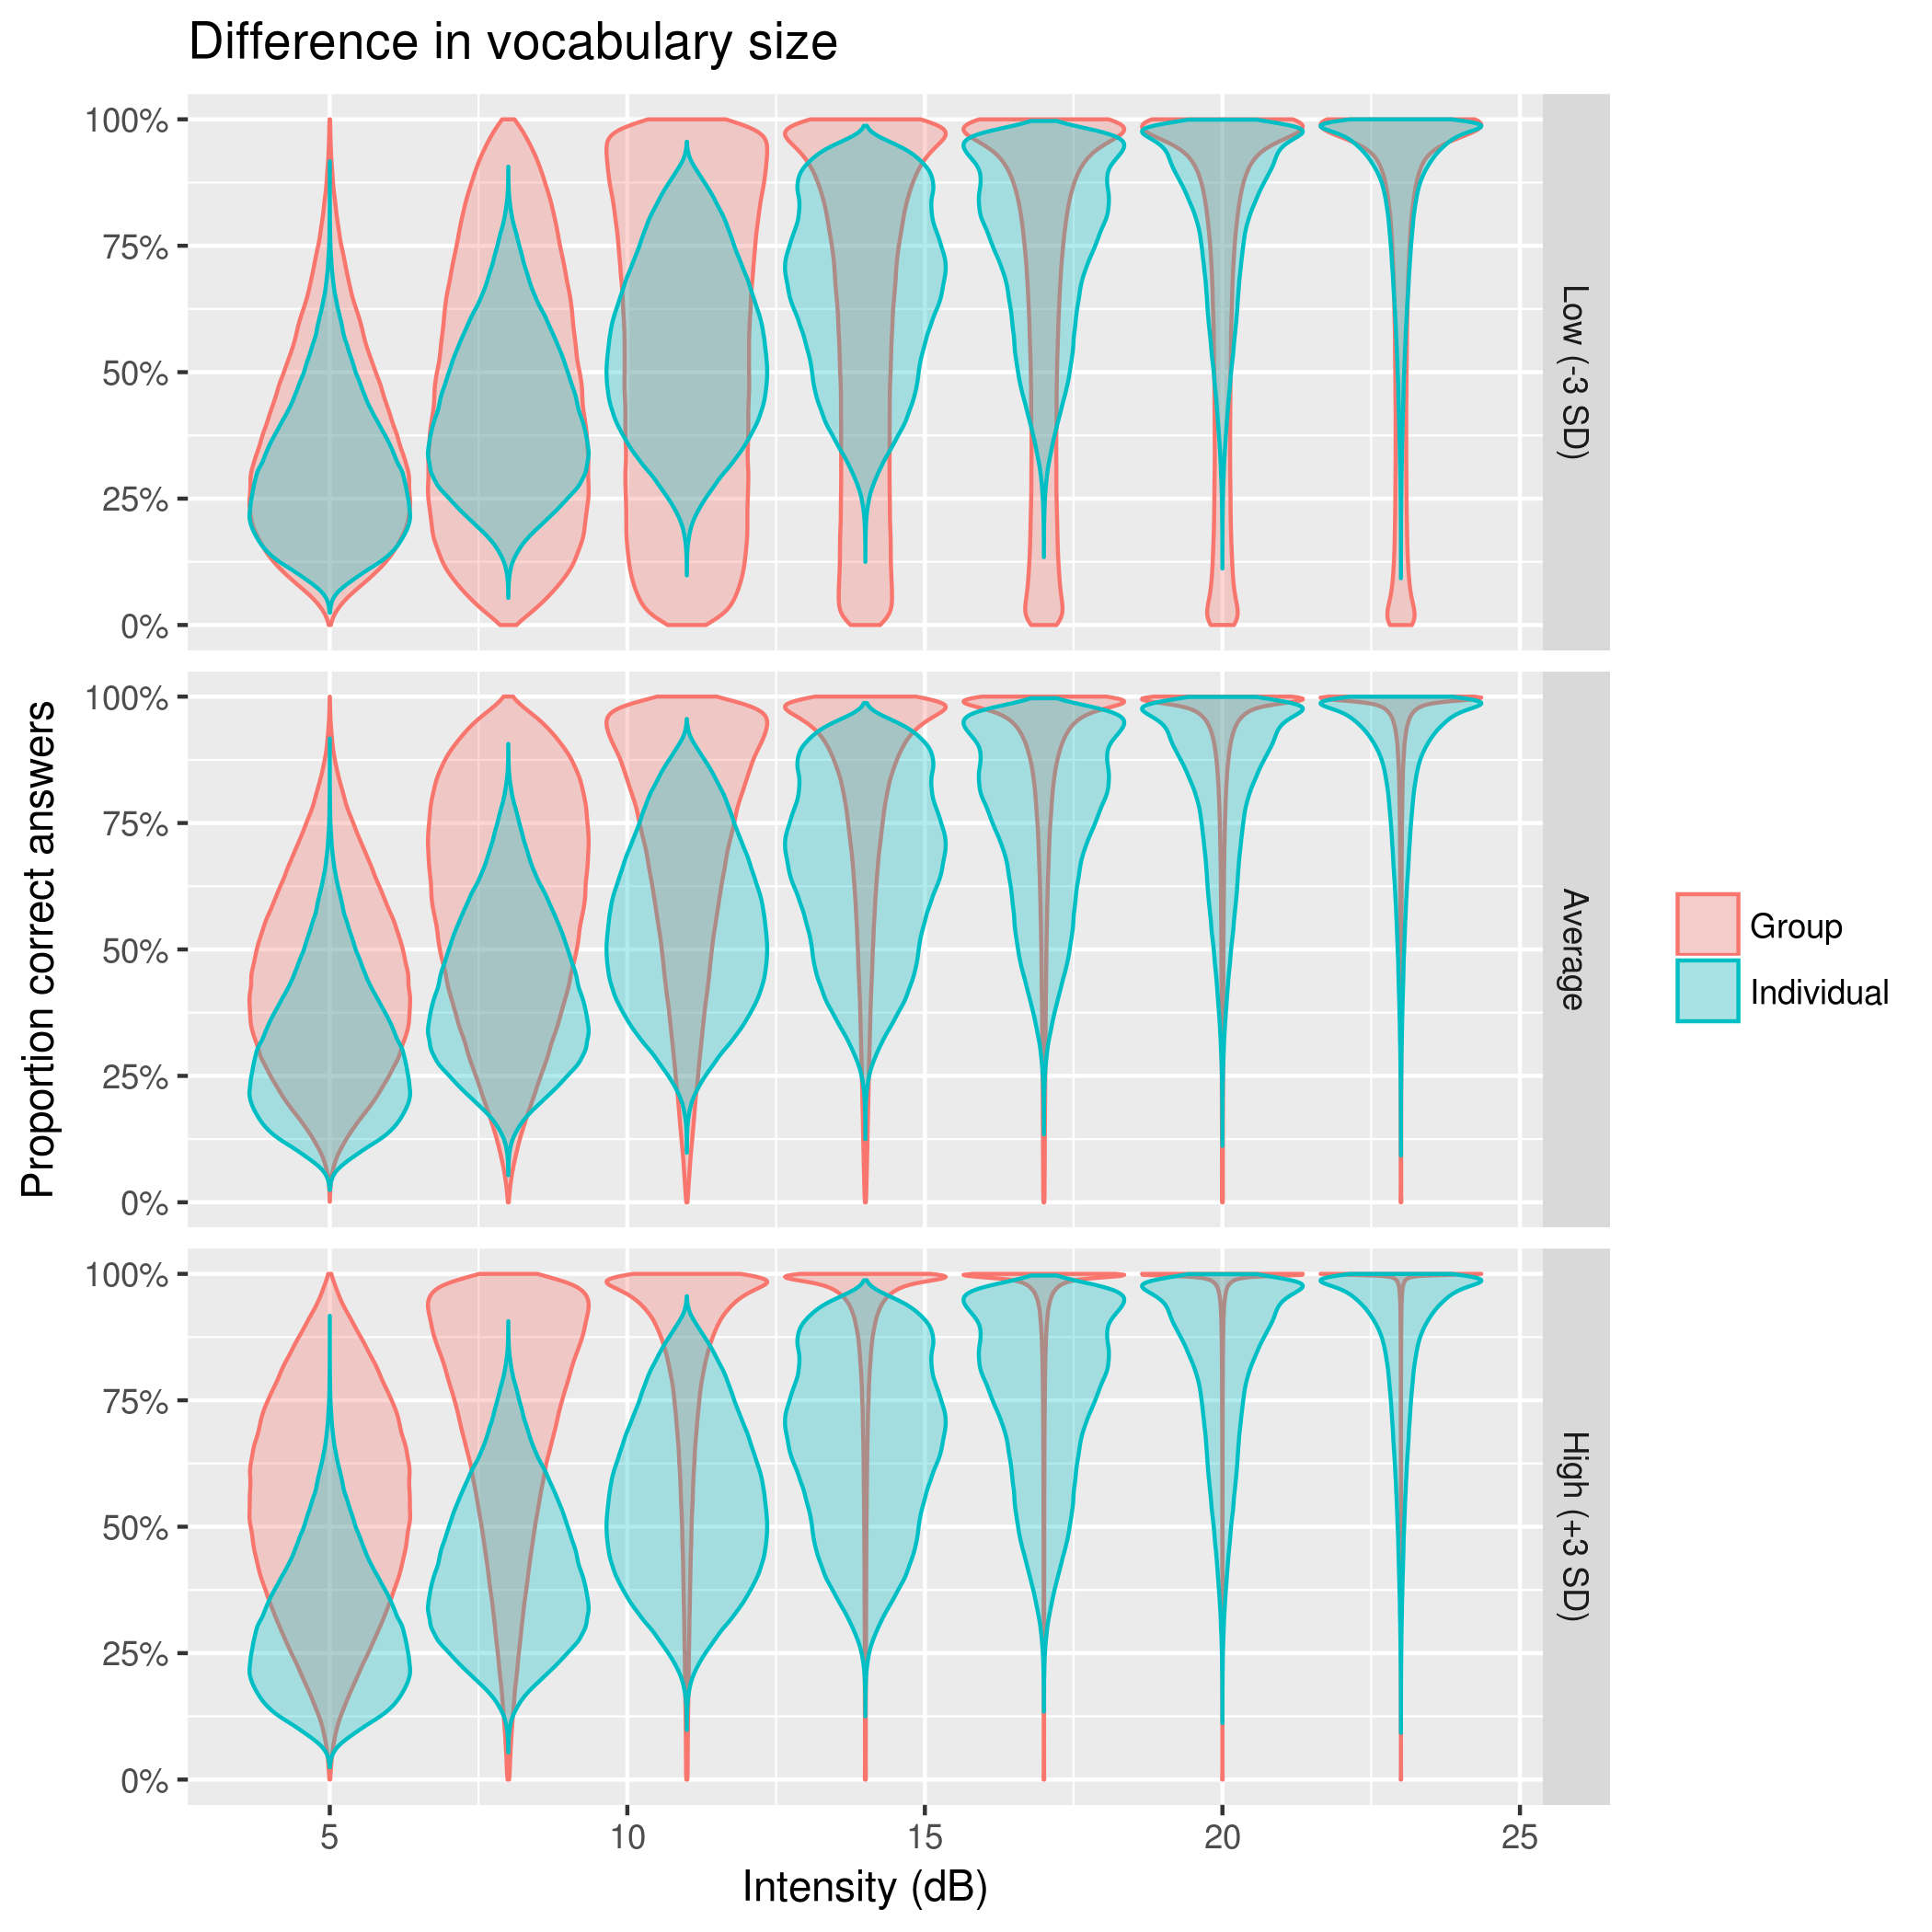 Difference in vocabulary size
100%
75%
50%
25%
0%
Low (-3 SD)
100%
75%
50%
25%
0%
Average
100%
75%
50%
25%
0%
High (+3 SD)
Proportion correct answers
5 10 15 20 25
Intensity (dB)
Group
Individual